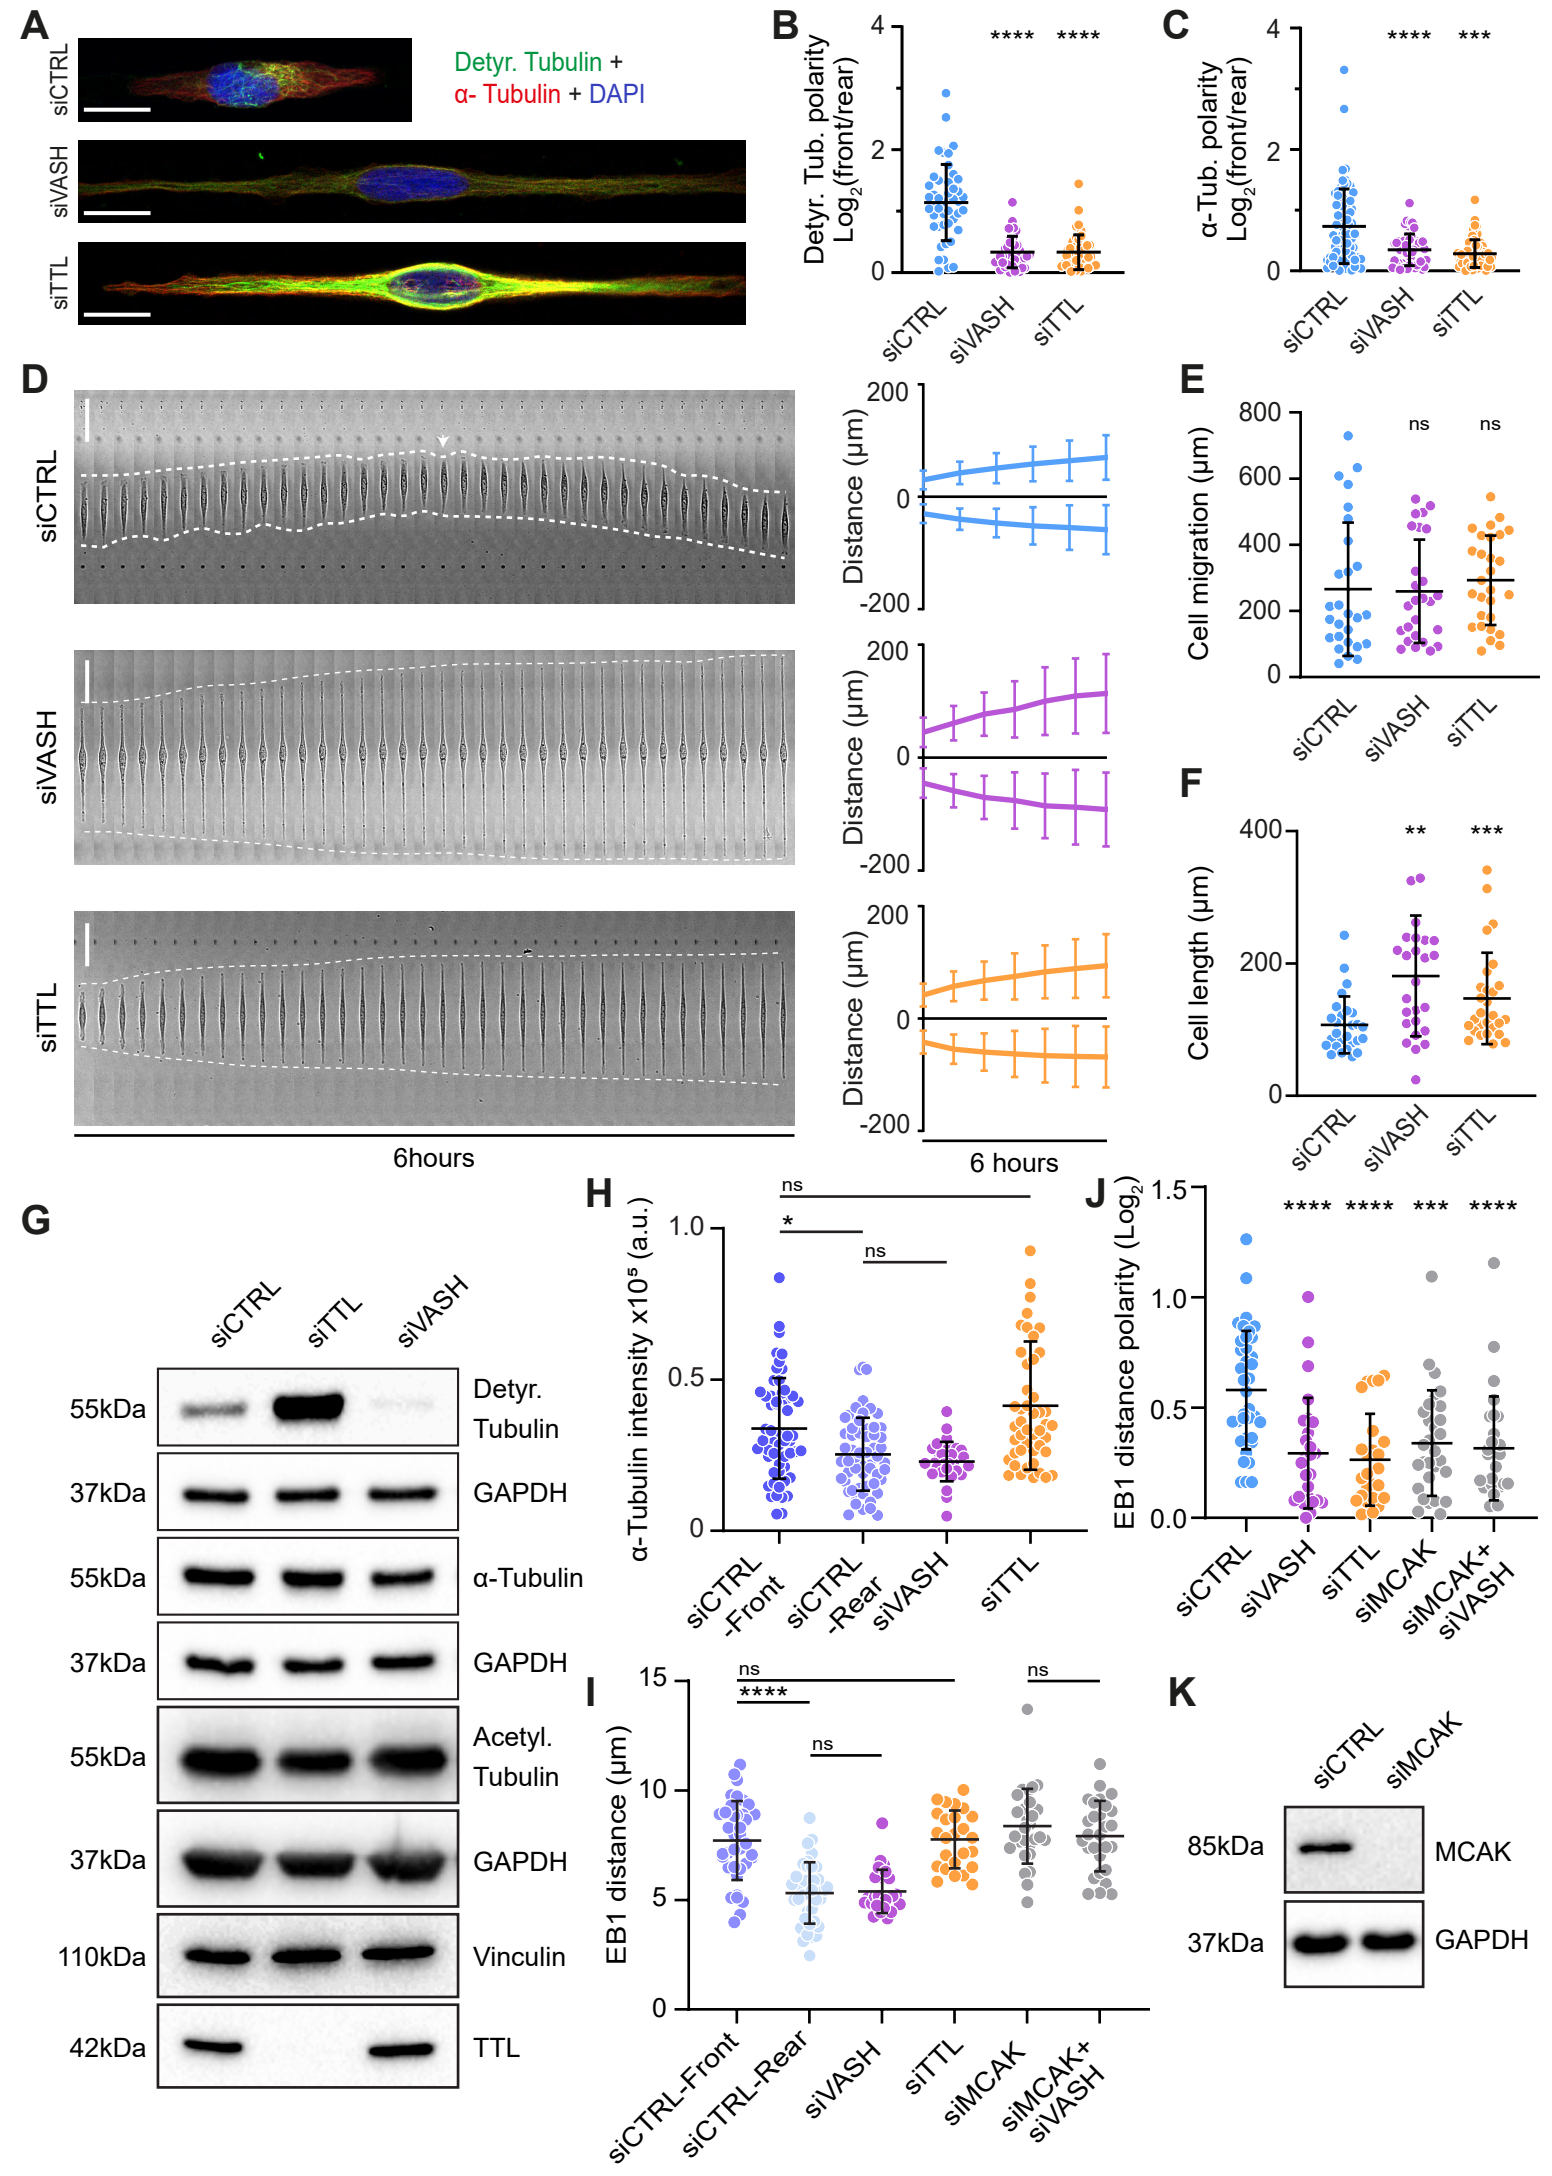 A
siCTRL
siVASH
siTTL
Detyr. Tubulin +
α- Tubulin + DAPI
B
Detyr. Tub. polarity
Log₂(front/rear)
4
2
0
**** ****
siCTRL
siVASH
siTTL
C
α-Tub. polarity
Log₂(front/rear)
4
2
0
**** ***
siCTRL
siVASH
siTTL
D
siCTRL
siVASH
siTTL
6hours
Distance (µm)
200
0
-200
Distance (µm)
200
0
-200
Distance (µm)
200
0
-200
6 hours
E
Cell migration (µm)
800
600
400
200
0
ns ns
siCTRL
siVASH
siTTL
F
Cell length (µm)
400
200
0
** ***
siCTRL
siVASH
siTTL
G
siCTRL
siTTL
siVASH
55kDa
Detyr.
Tubulin
37kDa
GAPDH
55kDa
α-Tubulin
37kDa
GAPDH
55kDa
Acetyl.
Tubulin
37kDa
GAPDH
110kDa
Vinculin
42kDa
TTL
H
α-Tubulin intensity x10⁵ (a.u.)
1.0
0.5
0
ns
*
ns
siCTRL
-Front
siCTRL
-Rear
siVASH
siTTL
I
EB1 distance (µm)
15
10
5
0
ns
****
ns
ns
siCTRL-Front
siCTRL-Rear
siVASH
siTTL
siMCAK
siMCAK+
siVASH
J
EB1 distance polarity (Log₂)
1.5
1.0
0.5
0.0
**** **** *** ****
siCTRL
siVASH
siTTL
siMCAK
siMCAK+
siVASH
K
siCTRL
siMCAK
85kDa
MCAK
37kDa
GAPDH